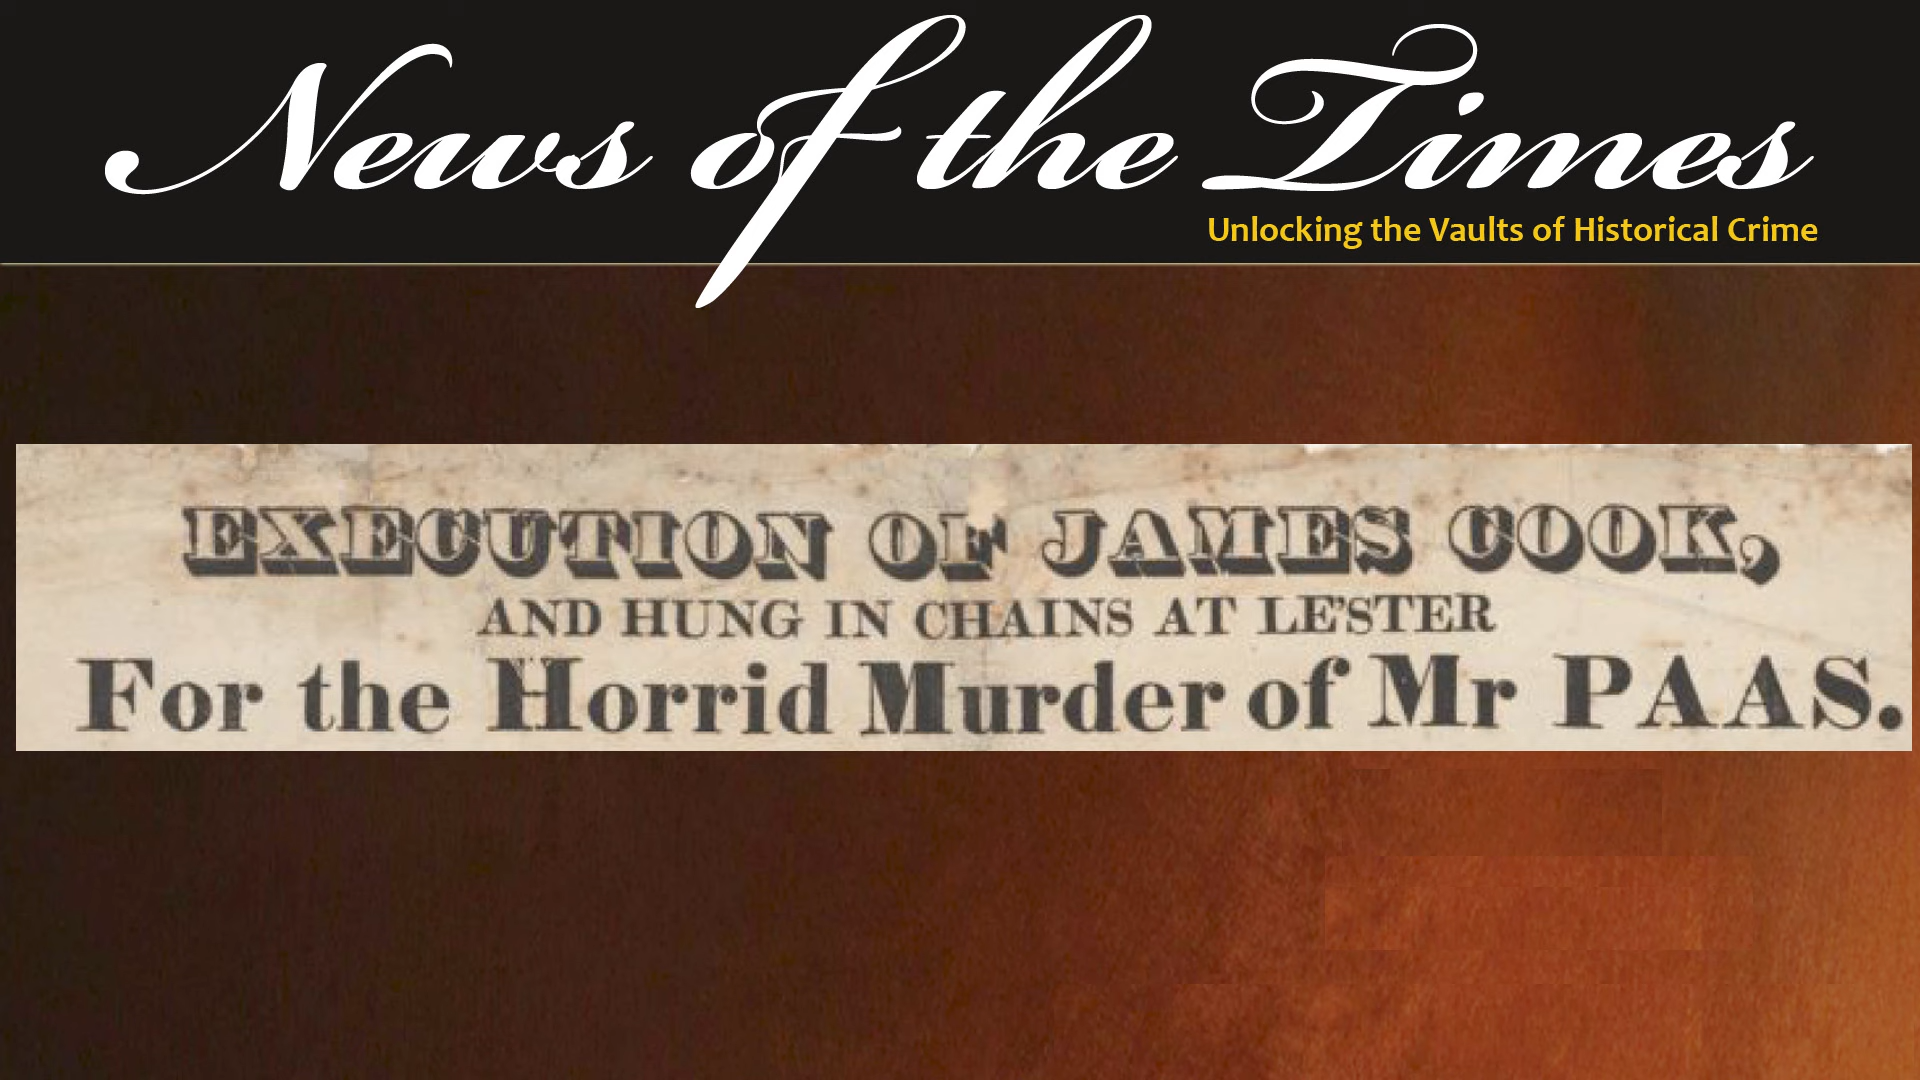 News of the Times
Unlocking the Vaults of Historical Crime
EXECUTION OF JAMES COOK,
AND HUNG IN CHAINS AT LE'STER
For the Horrid Murder of Mr PAAS.